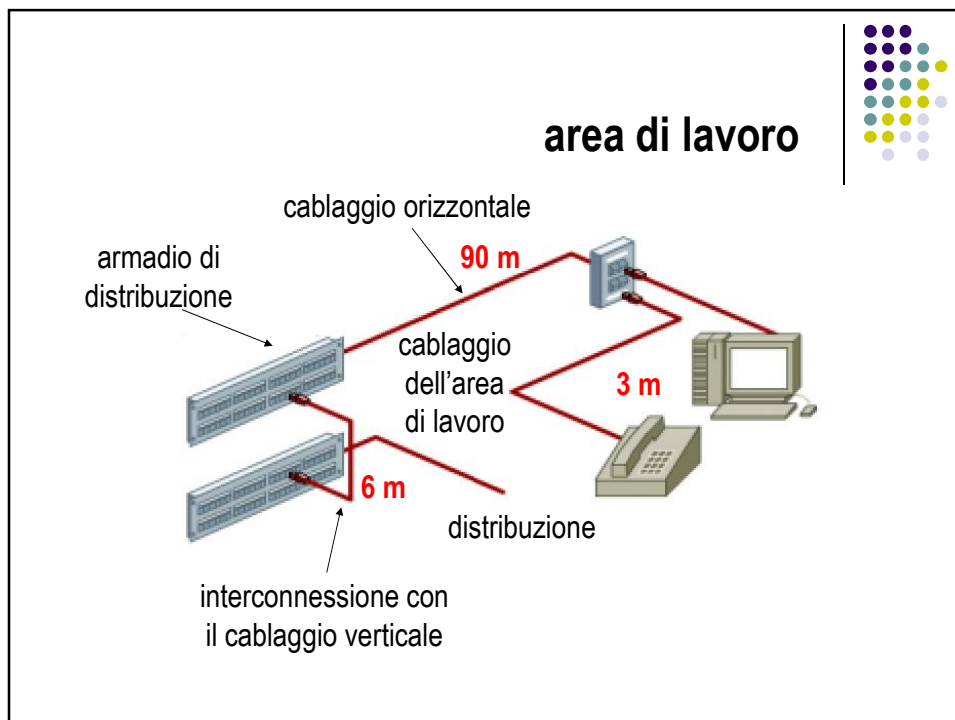 area di lavoro
cablaggio orizzontale
90 m
armadio di
distribuzione
cablaggio
dell'area
di lavoro
3 m
6 m
distribuzione
interconnessione con
il cablaggio verticale